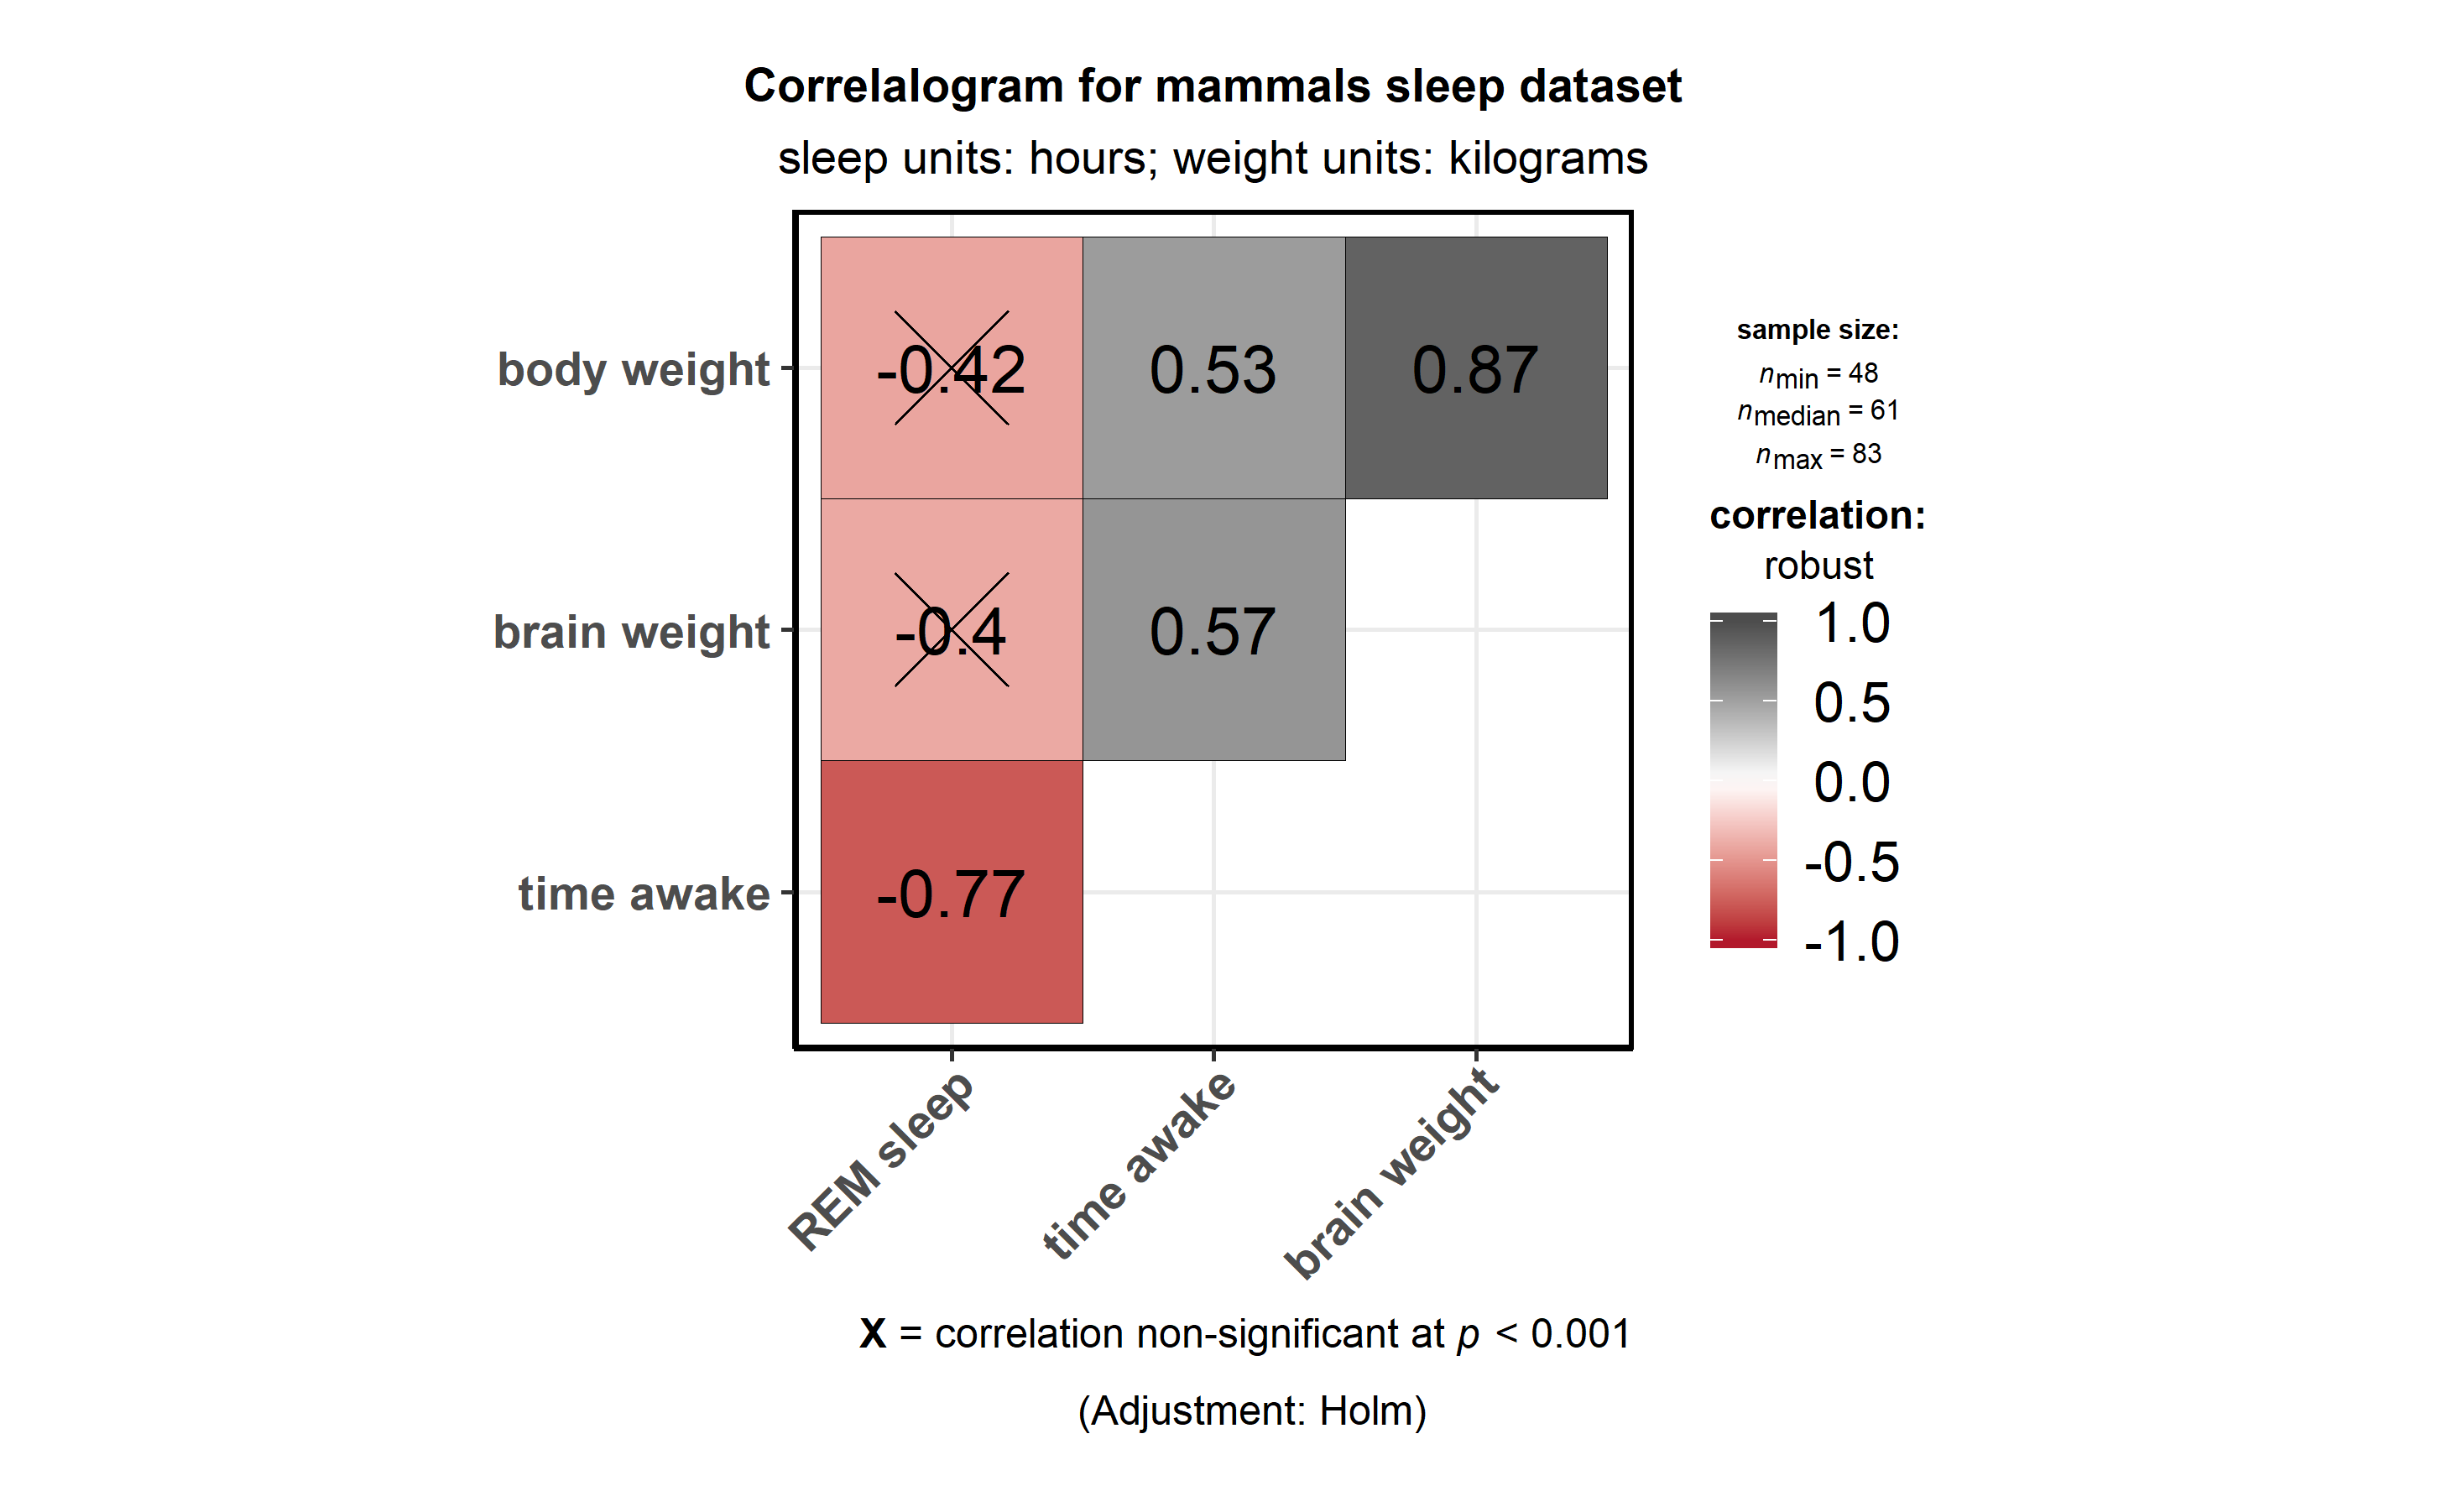 Correlalogram for mammals sleep dataset
sleep units: hours; weight units: kilograms
body weight
-0.42
0.53
0.87
brain weight
-0.4
0.57
time awake
-0.77
REM sleep
time awake
brain weight
sample size:
nmin = 48
nmedian = 61
nmax = 83
correlation:
robust
1.0
0.5
0.0
-0.5
-1.0
X = correlation non-significant at p < 0.001
(Adjustment: Holm)